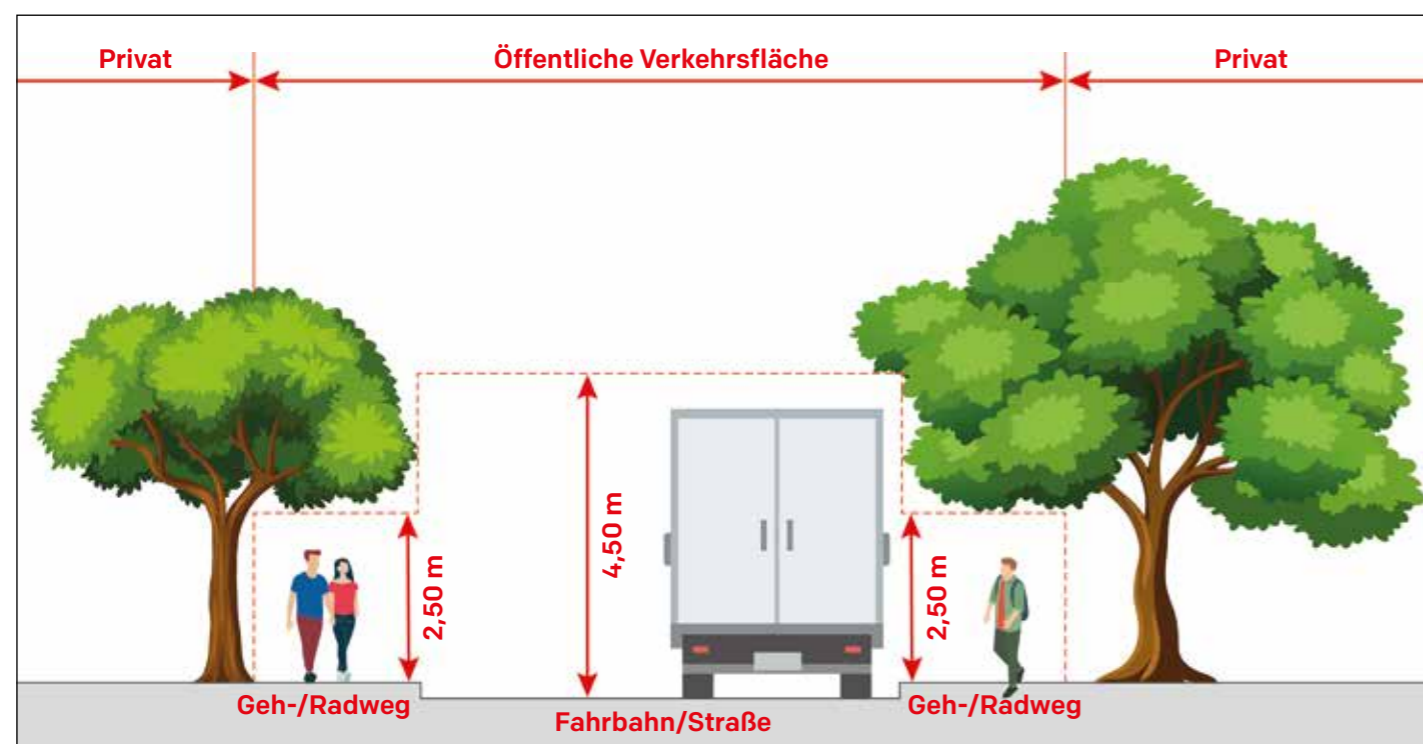 Privat
Öffentliche Verkehrsfläche
Privat
2,50 m
4,50 m
2,50 m
Geh-/Radweg
Fahrbahn/Straße
Geh-/Radweg